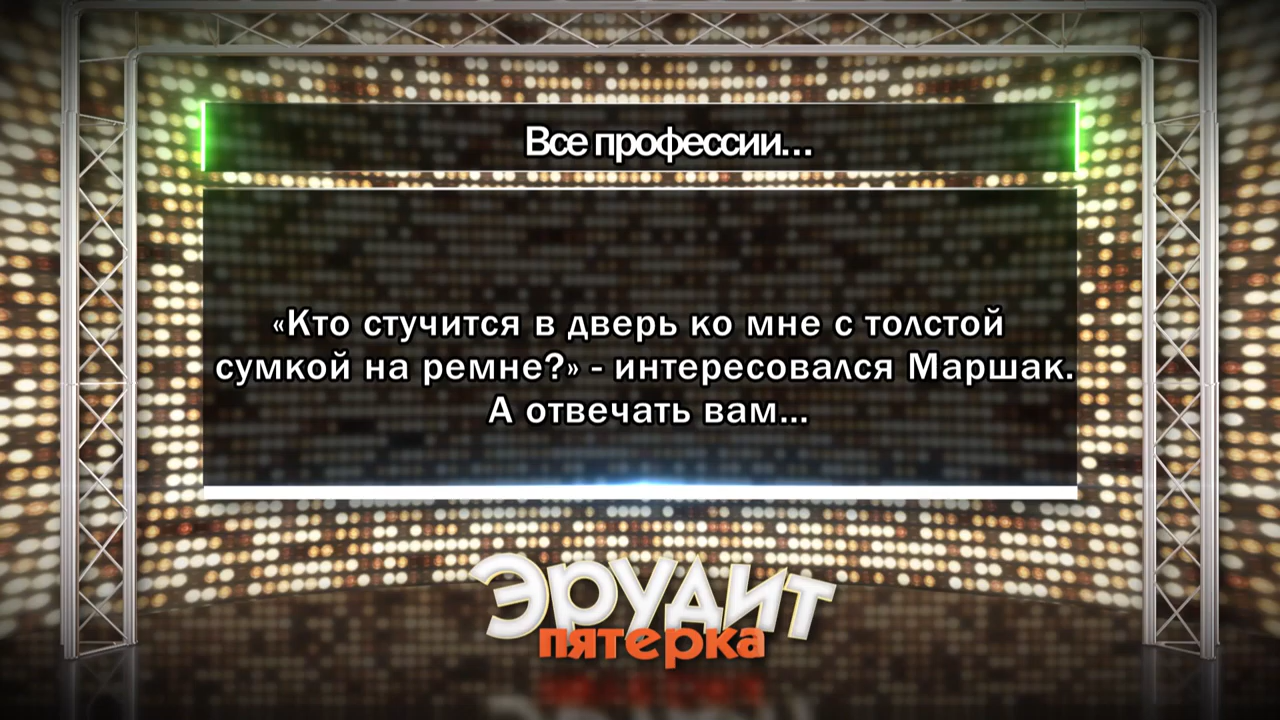 Все профессии...
«Кто стучится в дверь ко мне с толстой
сумкой на ремне?» - интересовался Маршак.
А отвечать вам...
Эрудит
пятерка